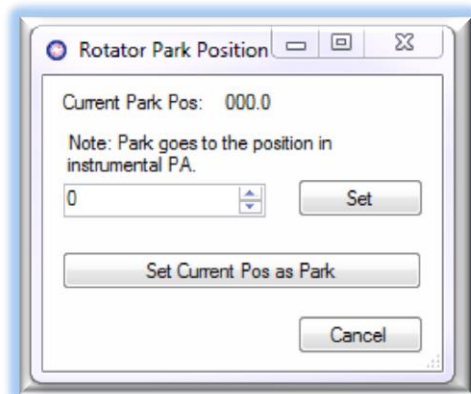 Rotator Park Position
Current Park Pos: 000.0
Note: Park goes to the position in
instrumental PA.
0
Set
Set Current Pos as Park
Cancel